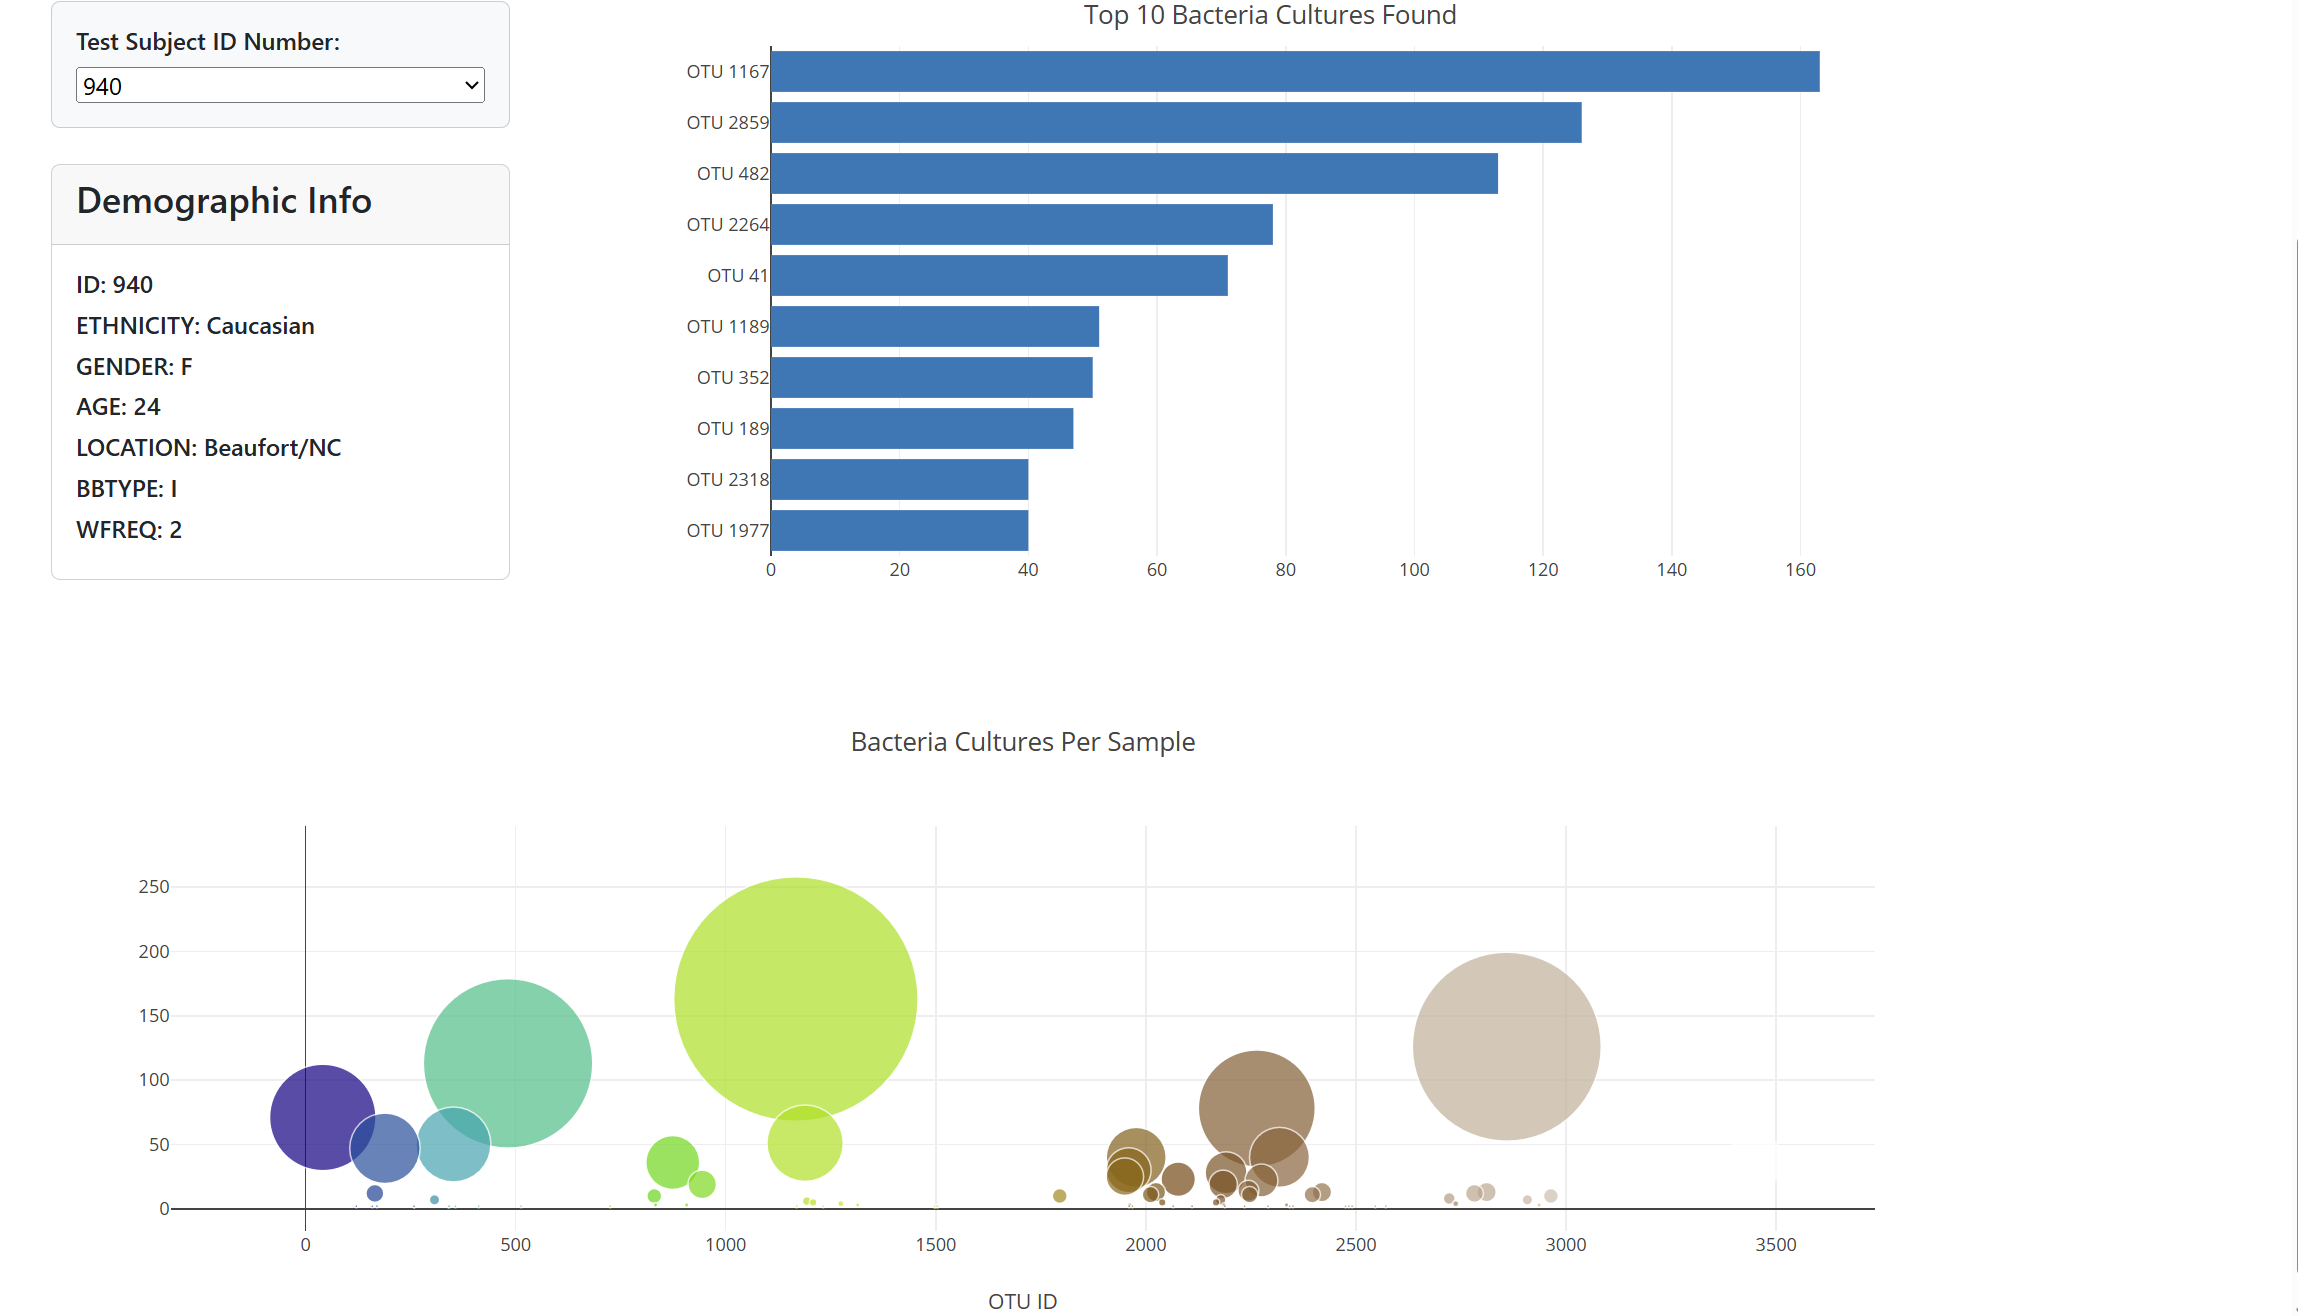 Test Subject ID Number:
940
Demographic Info
ID: 940
ETHNICITY: Caucasian
GENDER: F
AGE: 24
LOCATION: Beaufort/NC
BBTYPE: I
WFREQ: 2
Top 10 Bacteria Cultures Found
OTU 1167
OTU 2859
OTU 482
OTU 2264
OTU 41
OTU 1189
OTU 352
OTU 189
OTU 2318
OTU 1977
0 20 40 60 80 100 120 140 160
Bacteria Cultures Per Sample
250
200
150
100
50
0
0 500 1000 1500 2000 2500 3000 3500
OTU ID